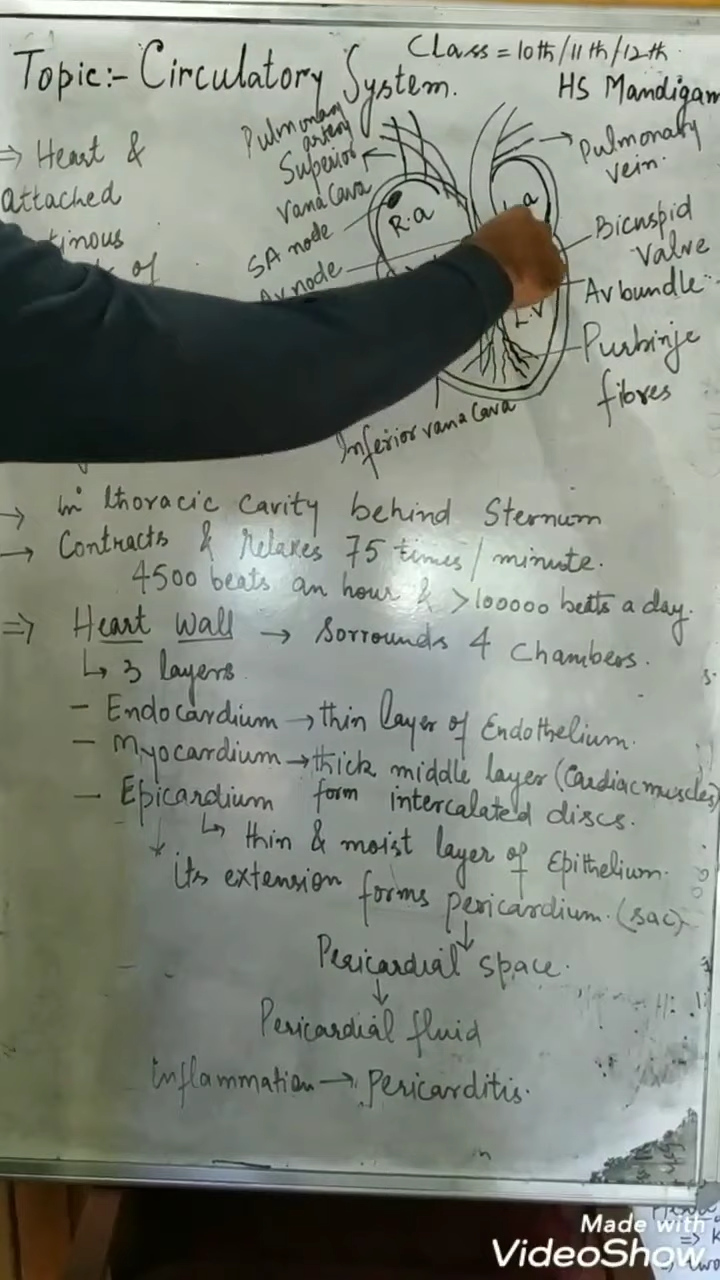 Class = 10th/11th/12th
Topic:- Circulatory System.
HS Mandigam
Pulmonary artery
Superior vana cava
SA node
Av node
R.a
Pulmonary vein.
Bicuspid valve
Av bundle
Purbinje fibres
L.V
Inferior vana cava
⇒ Heart &
attached
of
→ In thoracic cavity behind Sternum
→ Contracts & relaxes 75 times/minute.
4500 beats an hour & >100000 beats a day.
⇒ Heart Wall → Sorrounds 4 chambers.
↳ 3 layers
- Endocardium → thin layer of Endothelium.
- Myocardium → thick middle layer (Cardiac muscles)
form intercalated discs.
- Epicardium
↳ thin & moist layer of Epithelium.
its extension forms pericardium. (sac)
↓
Pericardial space.
↓
Pericardial fluid
inflammation → Pericarditis.
Made with
VideoShow